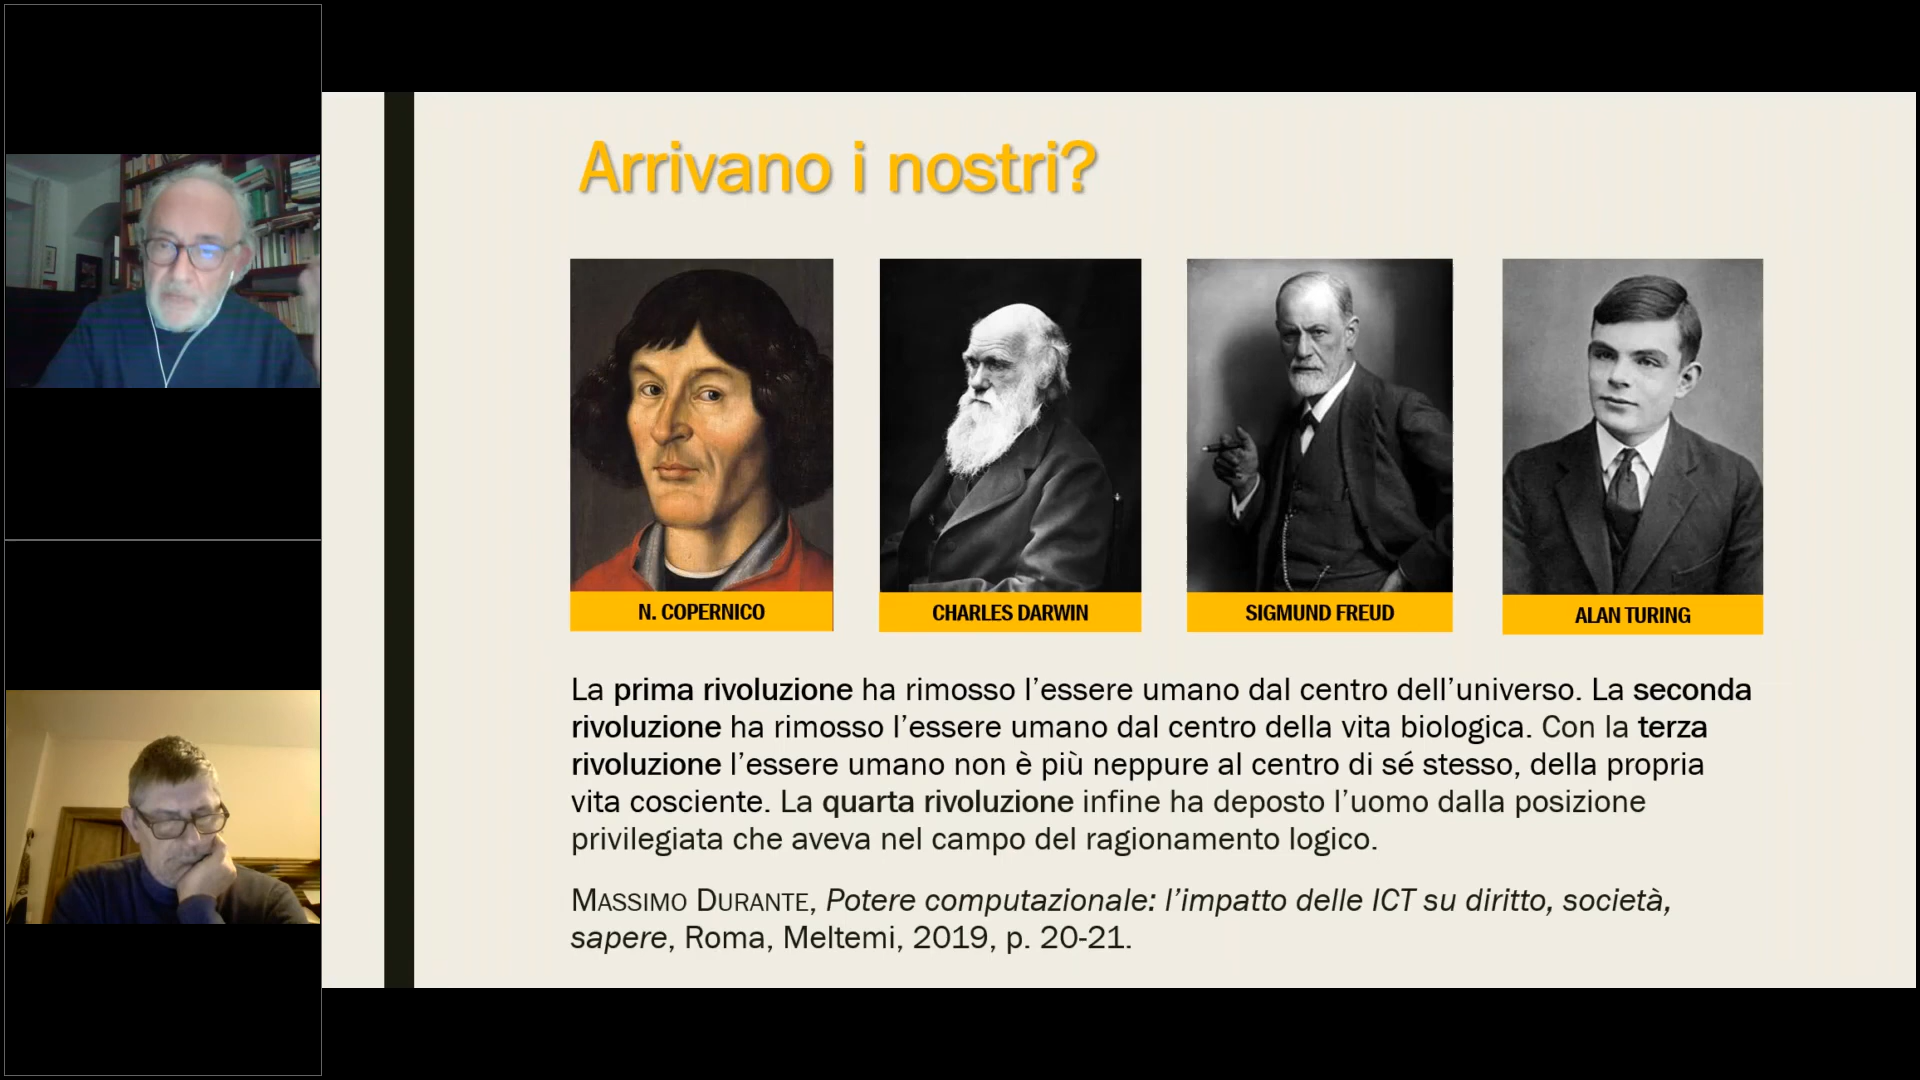 Arrivano i nostri?
N. COPERNICO
CHARLES DARWIN
SIGMUND FREUD
ALAN TURING
La prima rivoluzione ha rimosso l’essere umano dal centro dell’universo. La seconda
rivoluzione ha rimosso l’essere umano dal centro della vita biologica. Con la terza
rivoluzione l’essere umano non è più neppure al centro di sé stesso, della propria
vita cosciente. La quarta rivoluzione infine ha deposto l’uomo dalla posizione
privilegiata che aveva nel campo del ragionamento logico.
MASSIMO DURANTE, Potere computazionale: l’impatto delle ICT su diritto, società,
sapere, Roma, Meltemi, 2019, p. 20-21.